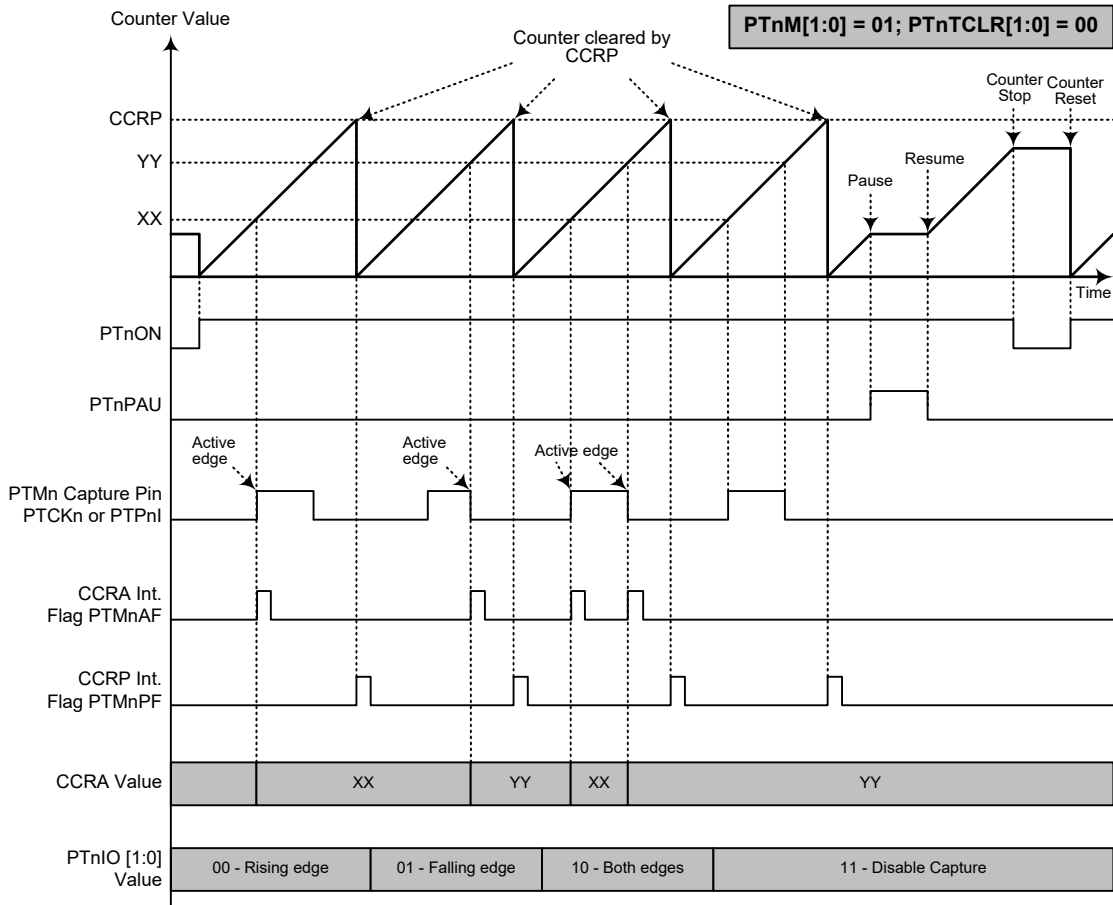 Counter Value
PTnM[1:0] = 01; PTnTCLR[1:0] = 00
Counter cleared by
CCRP
Counter
Stop
Counter
Reset
CCRP
YY
XX
Pause
Resume
Time
PTnON
PTnPAU
Active
edge
Active
edge
Active edge
PTMn Capture Pin
PTCKn or PTPnI
CCRA Int.
Flag PTMnAF
CCRP Int.
Flag PTMnPF
CCRA Value
XX
YY
XX
YY
PTnIO [1:0]
Value
00 - Rising edge
01 - Falling edge
10 - Both edges
11 - Disable Capture